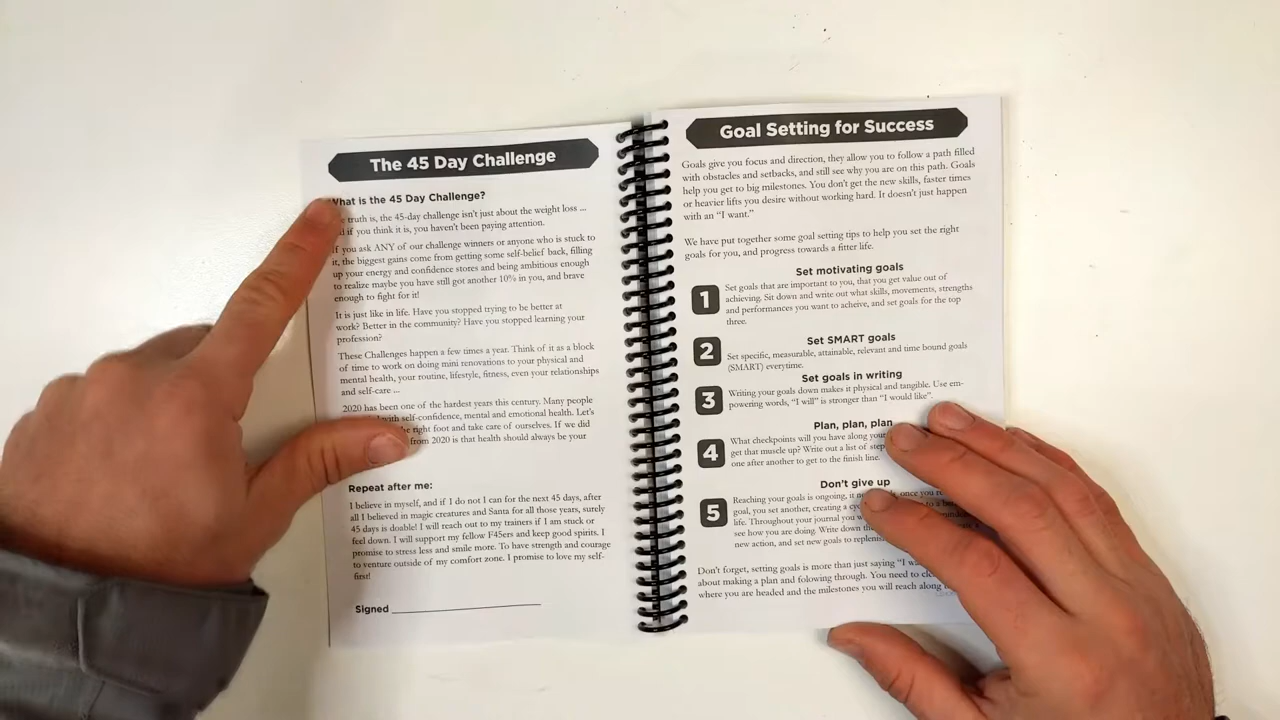 The 45 Day Challenge
What is the 45 Day Challenge?
truth is, the 45-day challenge isn't just about the weight loss ...
if you think it is, you haven't been paying attention.
If you ask ANY of our challenge winners or anyone who is stuck to
it, the biggest gains come from getting some self-belief back, filling
up your energy and confidence stores and being ambitious enough
to realize maybe you have still got another 10% in you, and brave
enough to fight for it!
It is just like in life. Have you stopped trying to be better at
work? Better in the community? Have you stopped learning your
profession?
These Challenges happen a few times a year. Think of it as a block
of time to work on doing mini renovations to your physical and
mental health, your routine, lifestyle, fitness, even your relationships
and self-care ...
2020 has been one of the hardest years this century. Many people
with self-confidence, mental and emotional health. Let's
right foot and take care of ourselves. If we did
from 2020 is that health should always be your
Repeat after me:
I believe in myself, and if I do not I can for the next 45 days, after
all I believed in magic creatures and Santa for all those years, surely
45 days is doable! I will reach out to my trainers if I am stuck or
feel down. I will support my fellow F45ers and keep good spirits. I
promise to stress less and smile more. To have strength and courage
to venture outside of my comfort zone. I promise to love my self-
first!
Signed
Goal Setting for Success
Goals give you focus and direction, they allow you to follow a path filled
with obstacles and setbacks, and still see why you are on this path. Goals
help you get to big milestones. You don't get the new skills, faster times
or heavier lifts you desire without working hard. It doesn't just happen
with an "I want."
We have put together some goal setting tips to help you set the right
goals for you, and progress towards a fitter life.
Set motivating goals
1
Set goals that are important to you, that you get value out of
achieving. Sit down and write out what skills, movements, strengths
and performances you want to acheive, and set goals for the top
three.
Set SMART goals
2
Set specific, measurable, attainable, relevant and time bound goals
(SMART) everytime.
Set goals in writing
3
Writing your goals down makes it physical and tangible. Use em-
powering words, "I will" is stronger than "I would like".
Plan, plan, plan
4
What checkpoints will you have along your
get that muscle up? Write out a list of
one after another to get to the finish line.
Don't give up
5
Reaching your goals is ongoing, it once you
goal, you set another, creating a
life. Throughout your journal you
see how you are doing. Write down
new action, and set new goals to
Don't forget, setting goals is more than just saying "I
about making a plan and folowing through. You need to
where you are headed and the milestones you will reach along